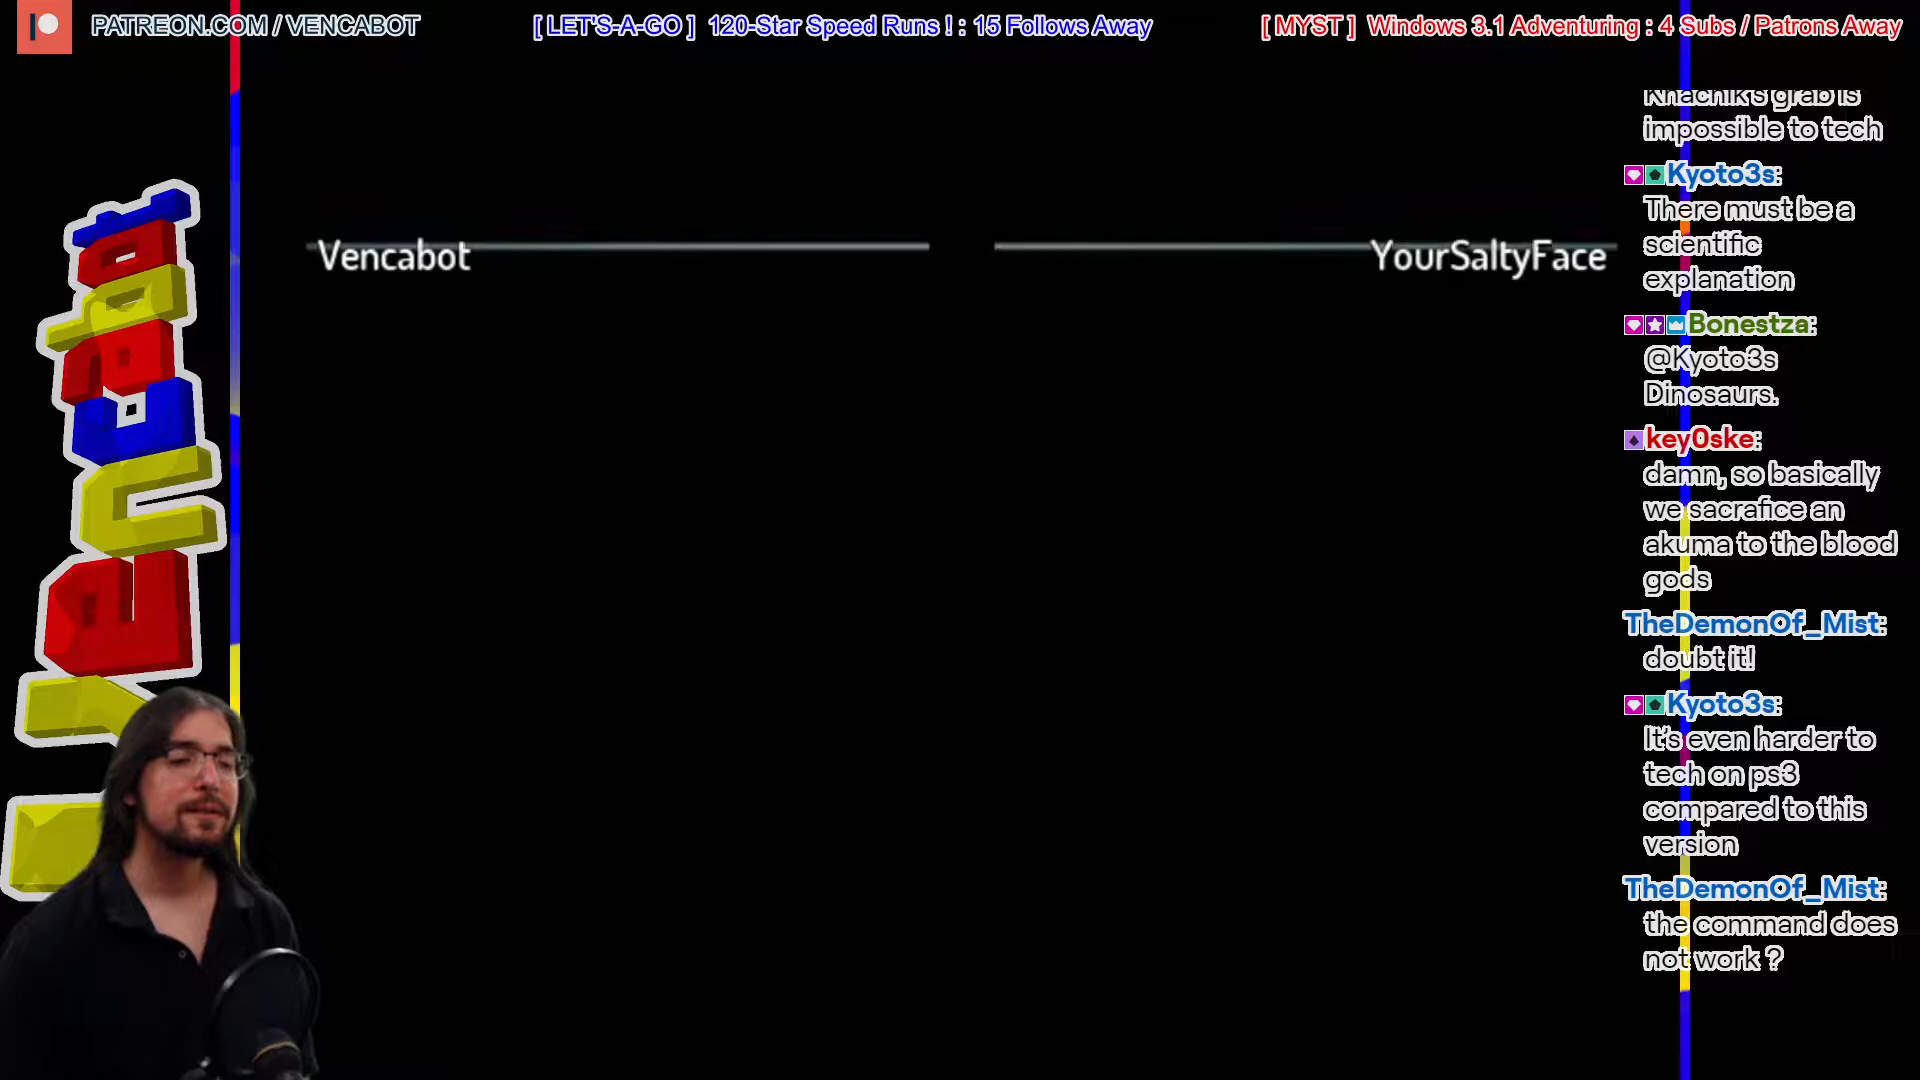 PATREON.COM / VENCABOT
[ LET'S-A-GO ] 120-Star Speed Runs ! : 15 Follows Away
[ MYST ] Windows 3.1 Adventuring : 4 Subs / Patrons Away
Vencabot
YourSaltyFace
Khachik's grab is
impossible to tech
Kyoto3s:
There must be a
scientific
explanation
Bonestza:
@Kyoto3s
Dinosaurs.
key0ske:
damn, so basically
we sacrafice an
akuma to the blood
gods
TheDemonOf_Mist:
doubt it!
Kyoto3s:
It's even harder to
tech on ps3
compared to this
version
TheDemonOf_Mist:
the command does
not work ?